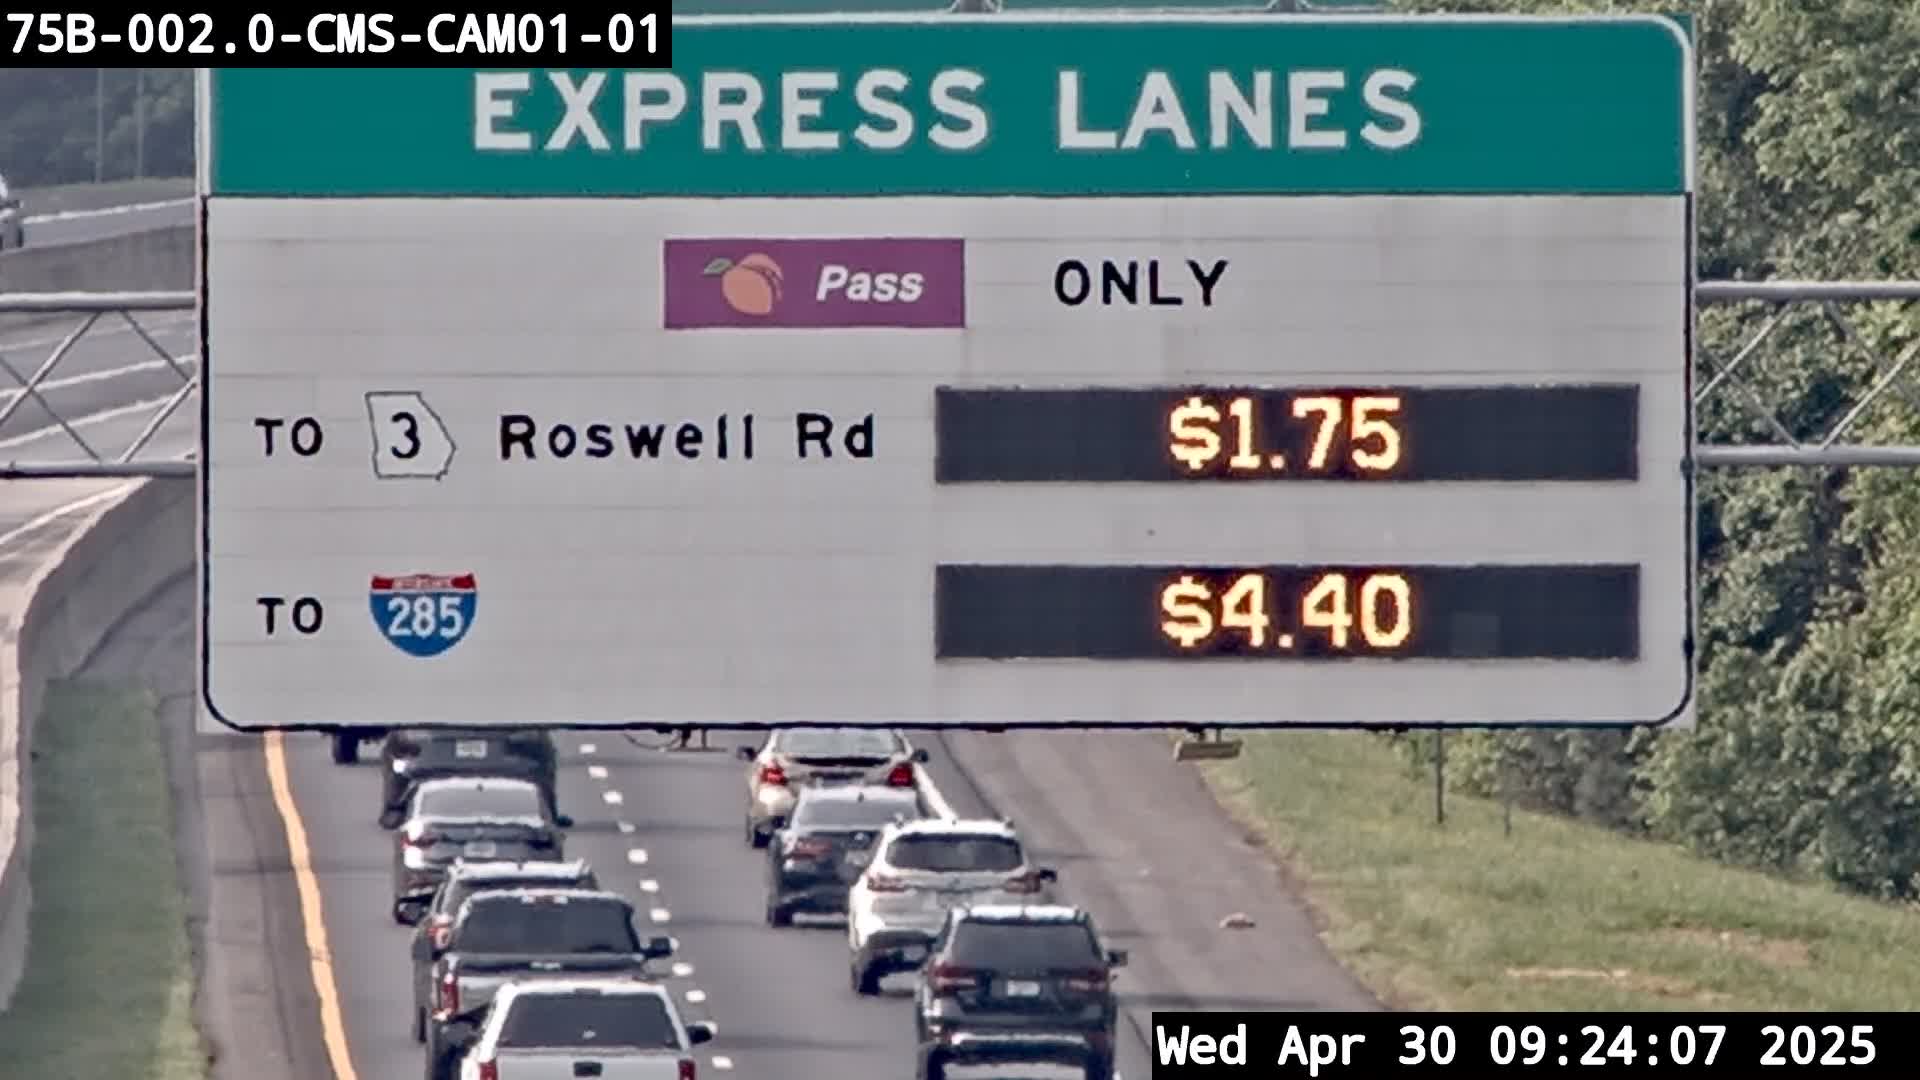 75B-002.0-CMS-CAM01-01
EXPRESS LANES
Pass ONLY
TO 3 Roswell Rd $1.75
INTERSTATE
TO 285 $4.40
Wed Apr 30 09:24:07 2025